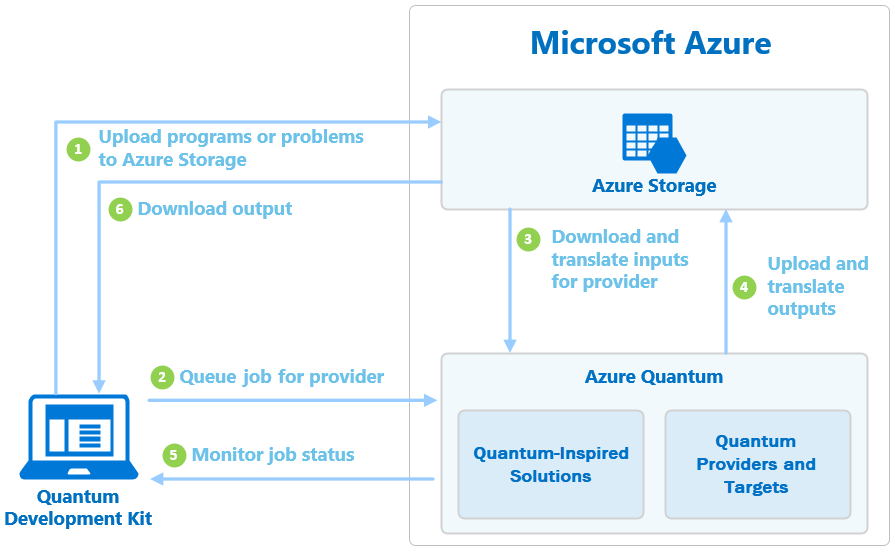 Microsoft Azure
Azure Storage
1
Upload programs or problems
to Azure Storage
6
Download output
3
Download and
translate inputs
for provider
4
Upload and
translate
outputs
2
Queue job for provider
5
Monitor job status
Quantum
Development Kit
Azure Quantum
Quantum-Inspired
Solutions
Quantum
Providers and
Targets